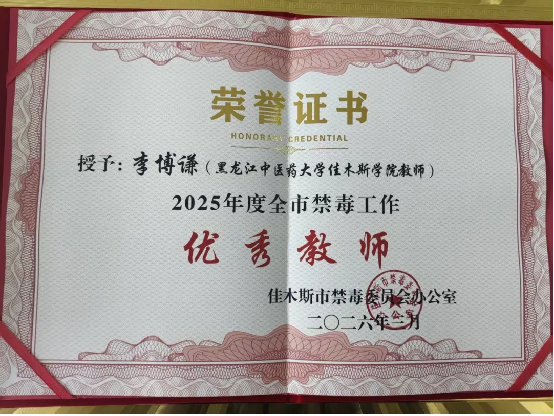 荣誉证书
HONORARY CREDENTIAL
授予：李博谦（黑龙江中医药大学佳木斯学院教师）
2025年度全市禁毒工作
优秀教师
佳木斯市禁毒委员会办公室
二〇二六年二月